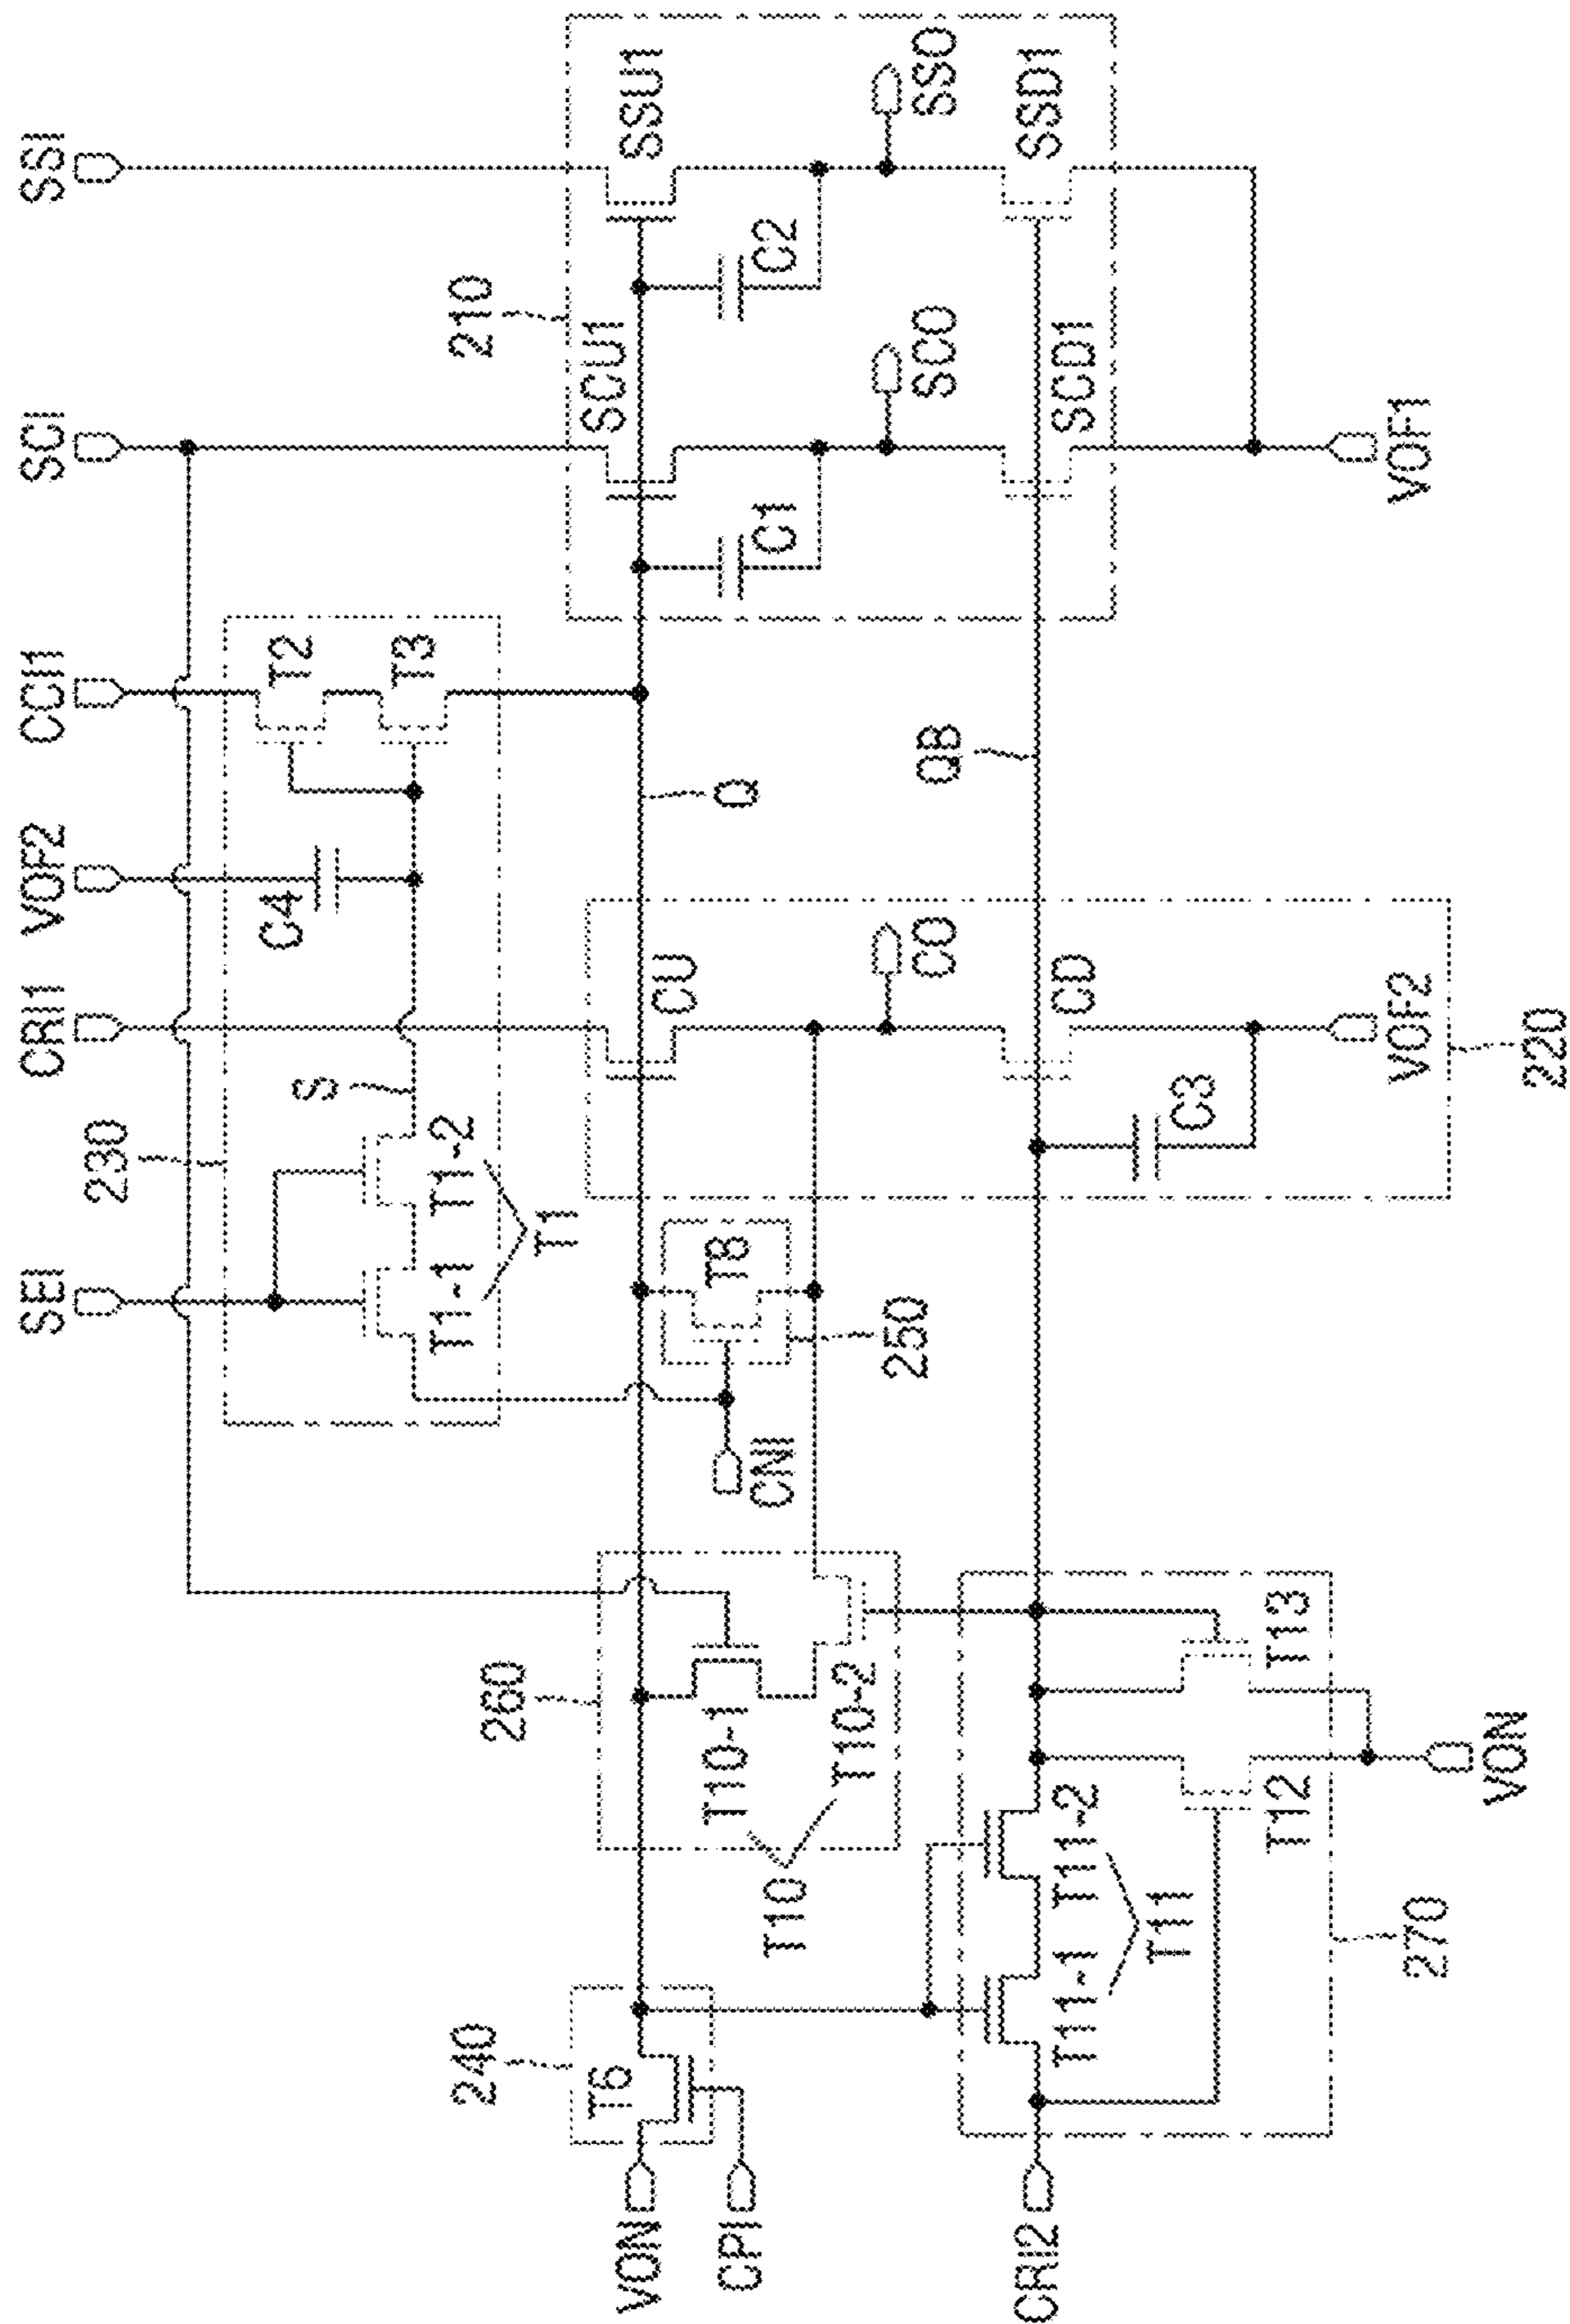 SEI
CRI1
VOF2
CCI1
SCI
SSI
230
S
C4
T2
T3
T1-1
T1-2
T1
210
SCU1
SSU1
C1
C2
SCO
SSO
SCD1
SSD1
VOF1
240
T6
VON
CPI
260
T10-1
T10-2
T10
CNI
T8
250
CU
CO
CD
C3
VOF2
220
Q
QB
CRI2
T11-1
T11-2
T11
T12
T13
270
VON